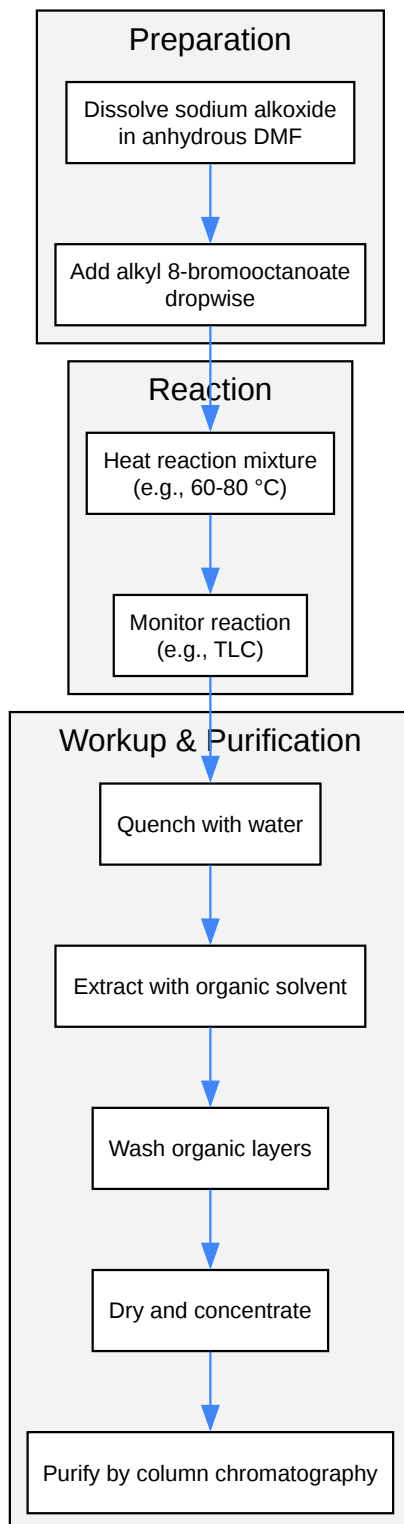 Preparation
Dissolve sodium alkoxide
in anhydrous DMF
Add alkyl 8-bromooctanoate
dropwise
Reaction
Heat reaction mixture
(e.g., 60-80 °C)
Monitor reaction
(e.g., TLC)
Workup & Purification
Quench with water
Extract with organic solvent
Wash organic layers
Dry and concentrate
Purify by column chromatography